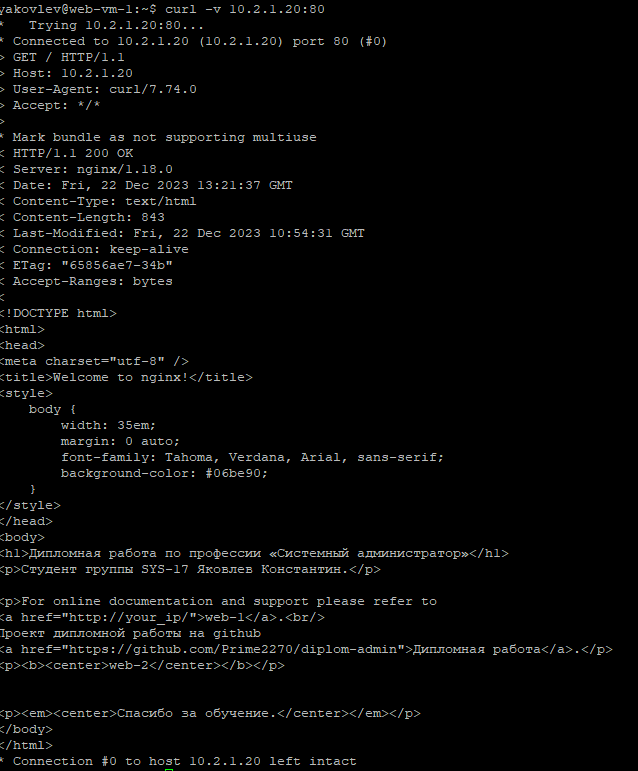 yakovlev@web-vm-1:~$ curl -v 10.2.1.20:80
*   Trying 10.2.1.20:80...
* Connected to 10.2.1.20 (10.2.1.20) port 80 (#0)
> GET / HTTP/1.1
> Host: 10.2.1.20
> User-Agent: curl/7.74.0
> Accept: */*
>
* Mark bundle as not supporting multiuse
< HTTP/1.1 200 OK
< Server: nginx/1.18.0
< Date: Fri, 22 Dec 2023 13:21:37 GMT
< Content-Type: text/html
< Content-Length: 843
< Last-Modified: Fri, 22 Dec 2023 10:54:31 GMT
< Connection: keep-alive
< ETag: "65856ae7-34b"
< Accept-Ranges: bytes
<
<!DOCTYPE html>
<html>
<head>
<meta charset="utf-8" />
<title>Welcome to nginx!</title>
<style>
    body {
        width: 35em;
        margin: 0 auto;
        font-family: Tahoma, Verdana, Arial, sans-serif;
        background-color: #06be90;
    }
</style>
</head>
<body>
<h1>Дипломная работа по профессии «Системный администратор»</h1>
<p>Студент группы SYS-17 Яковлев Константин.</p>

<p>For online documentation and support please refer to
<a href="http://your_ip/">web-1</a>.<br/>
Проект дипломной работы на github
<a href="https://github.com/Prime2270/diplom-admin">Дипломная работа</a>.</p>
<p><b><center>web-2</center></b></p>


<p><em><center>Спасибо за обучение.</center></em></p>
</body>
</html>
* Connection #0 to host 10.2.1.20 left intact